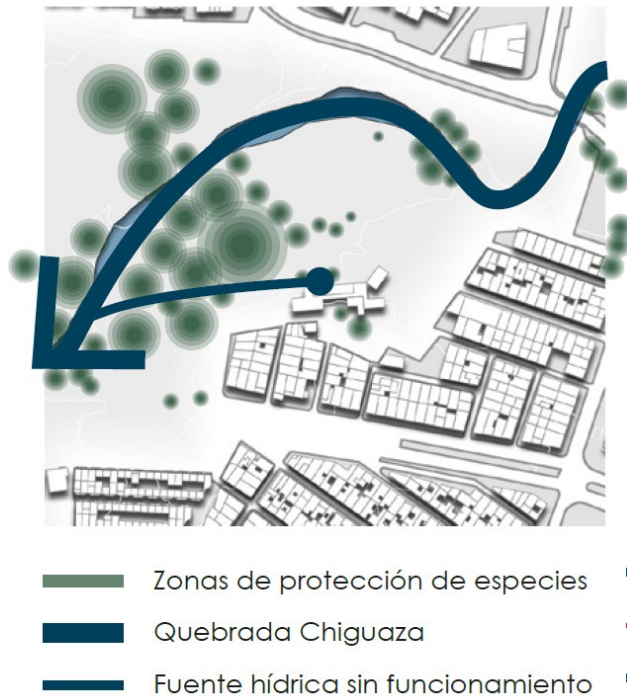 Zonas de protección de especies
Quebrada Chiguaza
Fuente hídrica sin funcionamiento